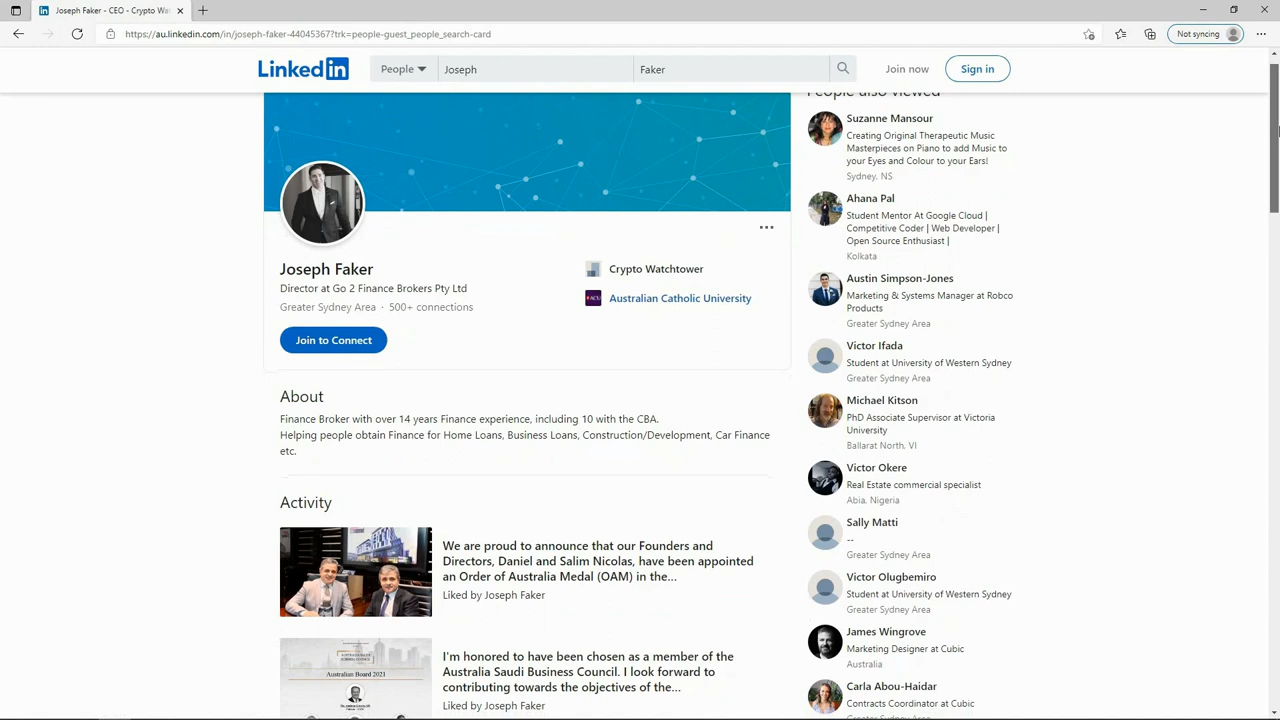 Joseph Faker - CEO - Crypto Wat
https://au.linkedin.com/in/joseph-faker-44045367?trk=people-guest_people_search-card
Not syncing
Linkedin
People
Joseph
Faker
Join now
Sign in
Joseph Faker
Director at Go 2 Finance Brokers Pty Ltd
Greater Sydney Area · 500+ connections
Join to Connect
Crypto Watchtower
ACU
Australian Catholic University
About
Finance Broker with over 14 years Finance experience, including 10 with the CBA.
Helping people obtain Finance for Home Loans, Business Loans, Construction/Development, Car Finance
etc.
Activity
We are proud to announce that our Founders and
Directors, Daniel and Salim Nicolas, have been appointed
an Order of Australia Medal (OAM) in the...
Liked by Joseph Faker
Australian Board 2021
I'm honored to have been chosen as a member of the
Australia Saudi Business Council. I look forward to
contributing towards the objectives of the...
Liked by Joseph Faker
People also viewed
Suzanne Mansour
Creating Original Therapeutic Music
Masterpieces on Piano to add Music to
your Eyes and Colour to your Ears!
Sydney, NS
Ahana Pal
Student Mentor At Google Cloud |
Competitive Coder | Web Developer |
Open Source Enthusiast |
Kolkata
Austin Simpson-Jones
Marketing & Systems Manager at Robco
Products
Greater Sydney Area
Victor Ifada
Student at University of Western Sydney
Greater Sydney Area
Michael Kitson
PhD Associate Supervisor at Victoria
University
Ballarat North, VI
Victor Okere
Real Estate commercial specialist
Abia, Nigeria
Sally Matti
--
Greater Sydney Area
Victor Olugbemiro
Student at University of Western Sydney
Greater Sydney Area
James Wingrove
Marketing Designer at Cubic
Australia
Carla Abou-Haidar
Contracts Coordinator at Cubic
Greater Sydney Area